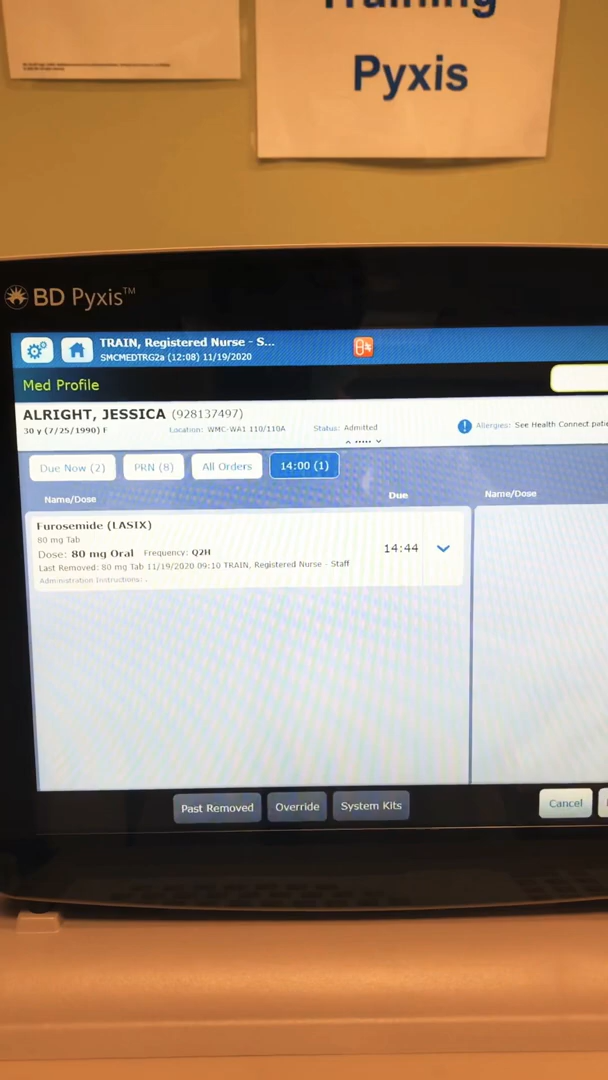 Training
Pyxis
BD Pyxis™
TRAIN, Registered Nurse - S...
SMCMEDTRG2a (12:08) 11/19/2020
Med Profile
ALRIGHT, JESSICA (928137497)
30 y (7/25/1990) F
Location: WMC-WA1 110/110A
Status: Admitted
! Allergies: See Health Connect patie
Due Now (2)
PRN (8)
All Orders
14:00 (1)
Name/Dose
Due
Name/Dose
Furosemide (LASIX)
80 mg Tab
Dose: 80 mg Oral Frequency: Q2H
14:44
Last Removed: 80 mg Tab 11/19/2020 09:10 TRAIN, Registered Nurse - Staff
Administration Instructions: .
Past Removed
Override
System Kits
Cancel